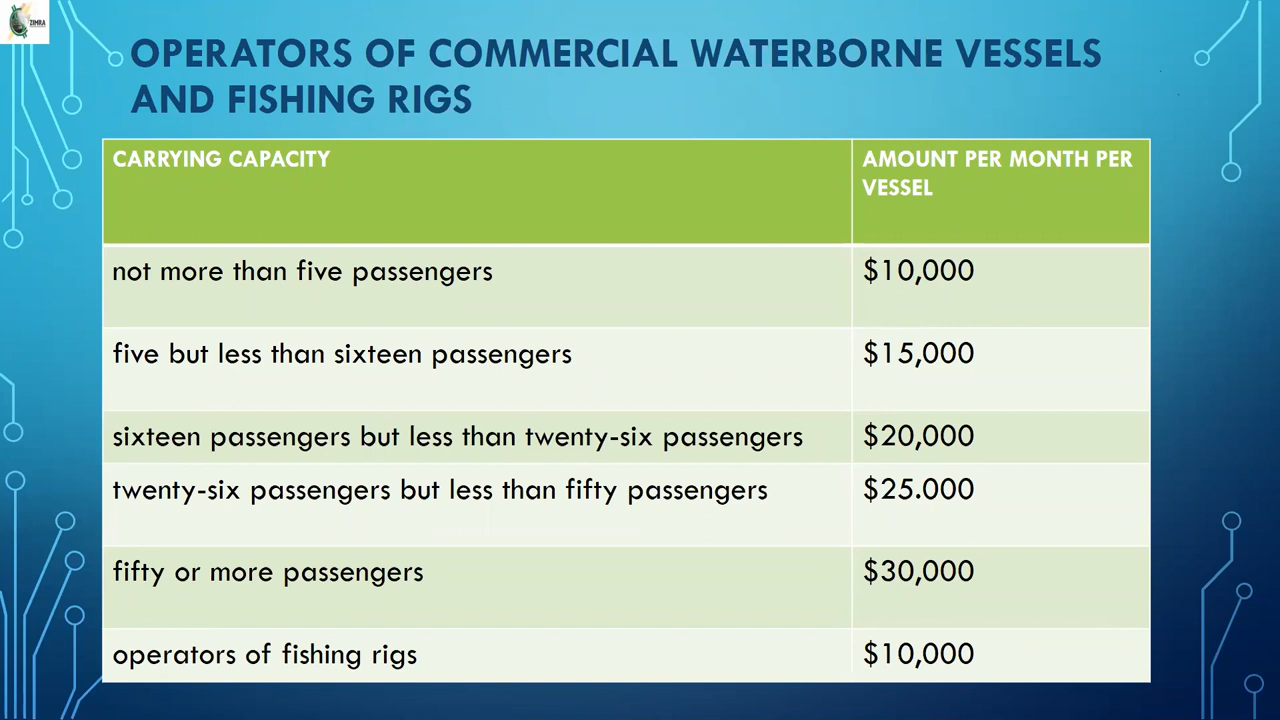 ZIMRA
OPERATORS OF COMMERCIAL WATERBORNE VESSELS
AND FISHING RIGS
CARRYING CAPACITY
AMOUNT PER MONTH PER
VESSEL
not more than five passengers
$10,000
five but less than sixteen passengers
$15,000
sixteen passengers but less than twenty-six passengers
$20,000
twenty-six passengers but less than fifty passengers
$25.000
fifty or more passengers
$30,000
operators of fishing rigs
$10,000